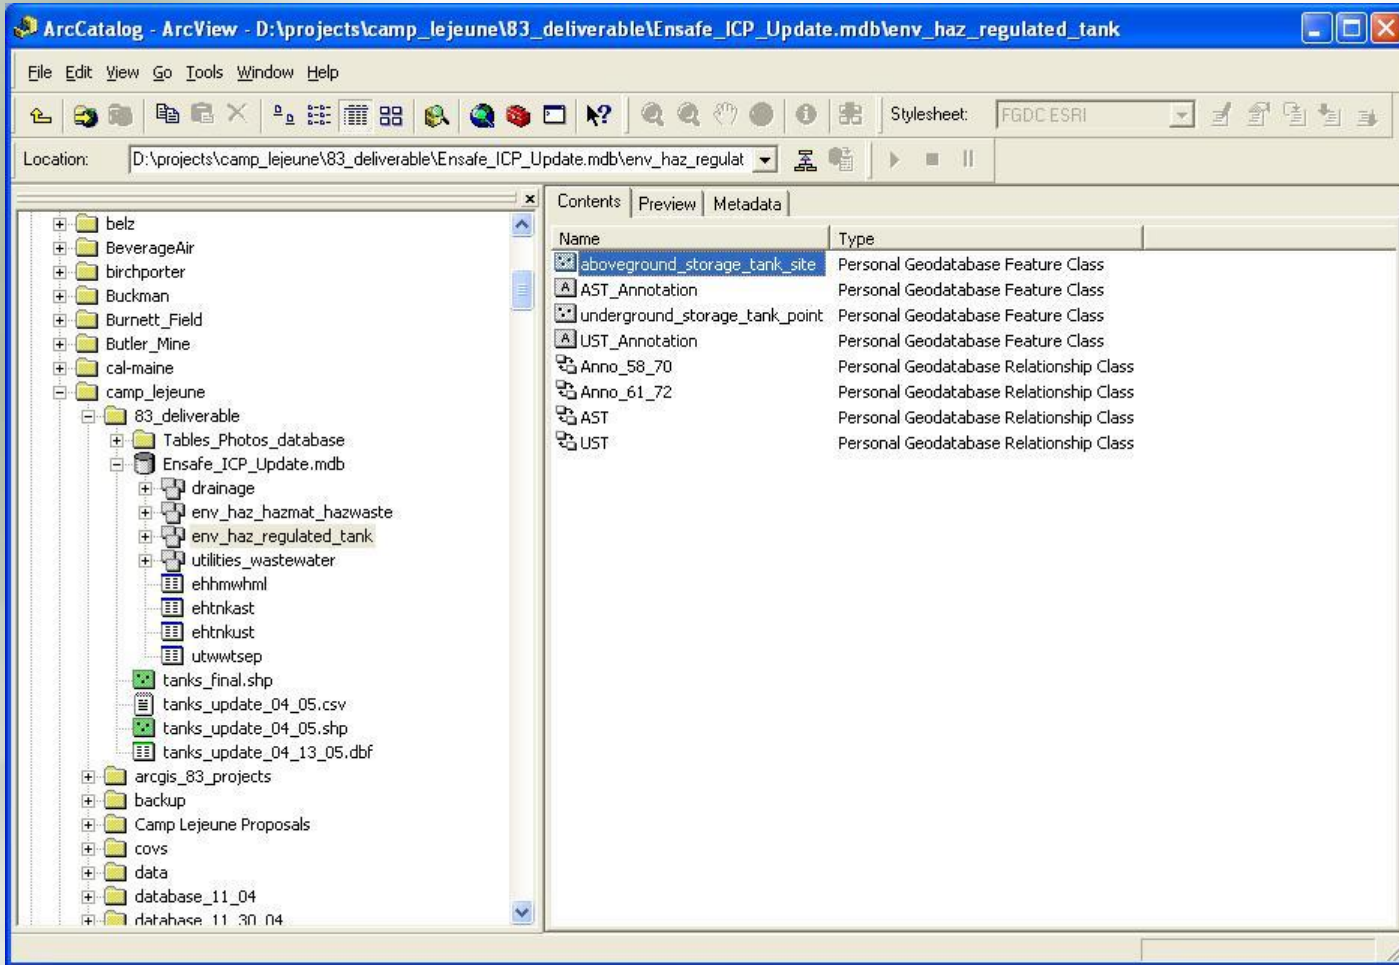 ArcCatalog - ArcView - D:\projects\camp_lejeune\83_deliverable\Ensafe_ICP_Update.mdb\env_haz_regulated_tank
File Edit View Go Tools Window Help
Stylesheet: FGDC ESRI
Location: D:\projects\camp_lejeune\83_deliverable\Ensafe_ICP_Update.mdb\env_haz_regulat
belz
BeverageAir
birchporter
Buckman
Burnett_Field
Butler_Mine
cal-maine
camp_lejeune
83_deliverable
Tables_Photos_database
Ensafe_ICP_Update.mdb
drainage
env_haz_hazmat_hazwaste
env_haz_regulated_tank
utilities_wastewater
ehhmwhml
ehtnkast
ehtnkust
utwwtsep
tanks_final.shp
tanks_update_04_05.csv
tanks_update_04_05.shp
tanks_update_04_13_05.dbf
arcgis_83_projects
backup
Camp Lejeune Proposals
covs
data
database_11_04
database_11_30_04
Contents Preview Metadata
Name Type
aboveground_storage_tank_site Personal Geodatabase Feature Class
AST_Annotation Personal Geodatabase Feature Class
underground_storage_tank_point Personal Geodatabase Feature Class
UST_Annotation Personal Geodatabase Feature Class
Anno_58_70 Personal Geodatabase Relationship Class
Anno_61_72 Personal Geodatabase Relationship Class
AST Personal Geodatabase Relationship Class
UST Personal Geodatabase Relationship Class